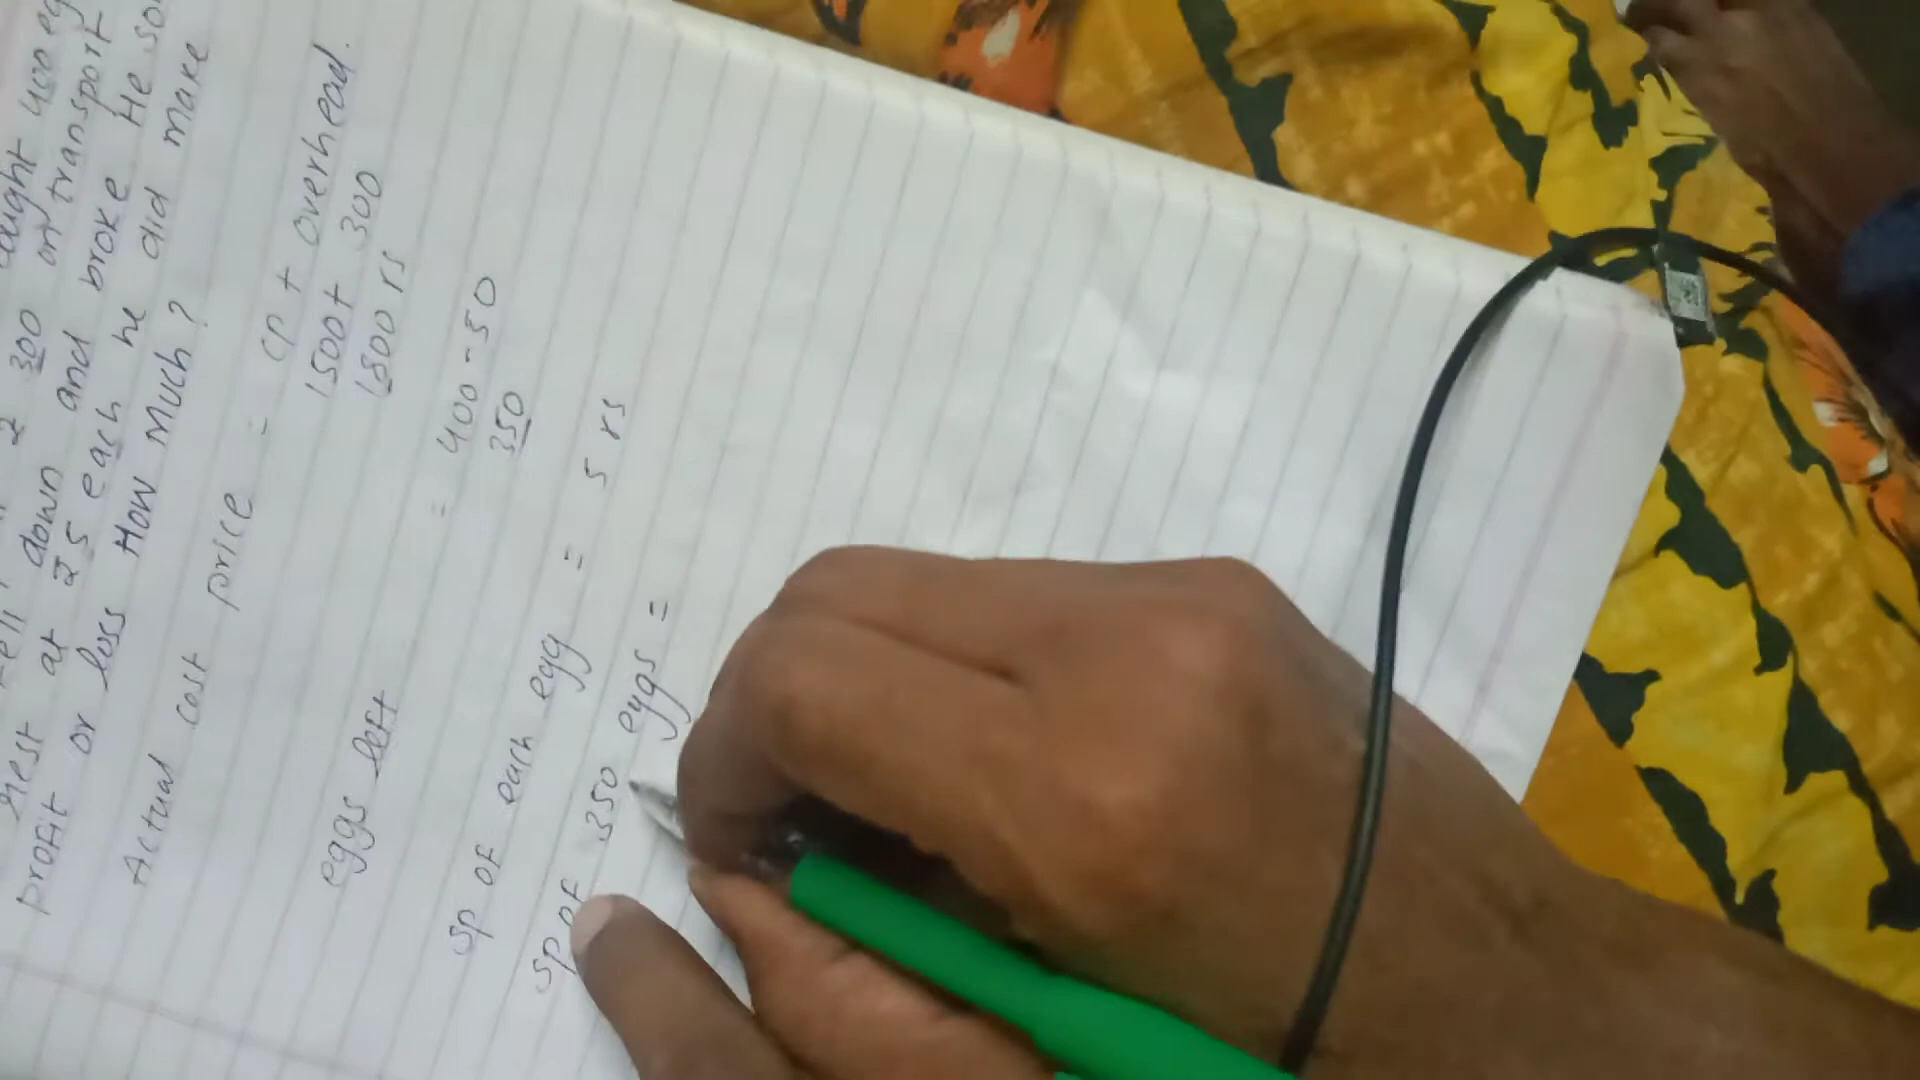 ought 400 eg
₹ 300 on transport
down and broke He so
rest at ₹5 each he did make
profit or loss How Much?
Actual cost price = CP + overhead.
1500 + 300
1800 rs
eggs left = 400 - 50
350
SP OF each egg = 5 rs
SP OF 350 eggs =